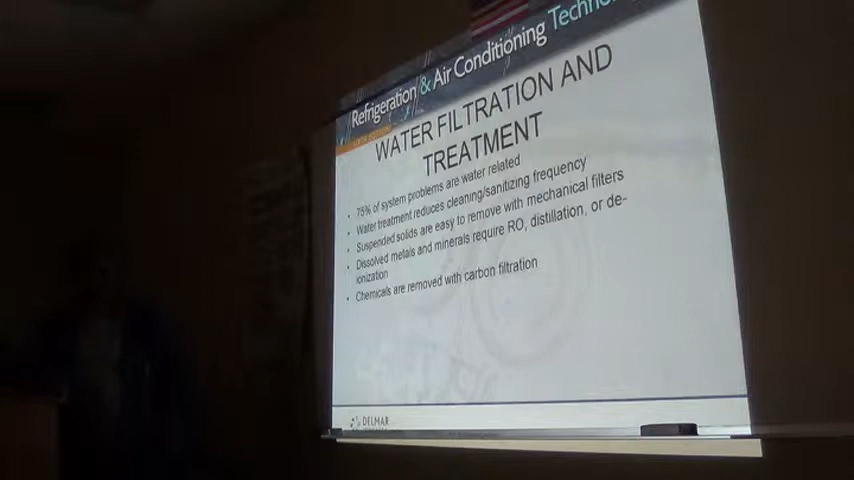 Refrigeration & Air Conditioning Techno
WATER FILTRATION AND
TREATMENT
• 75% of system problems are water related
• Water treatment reduces cleaning/sanitizing frequency
• Suspended solids are easy to remove with mechanical filters
• Dissolved metals and minerals require RO, distillation, or de-
ionization
• Chemicals are removed with carbon filtration
DELMAR